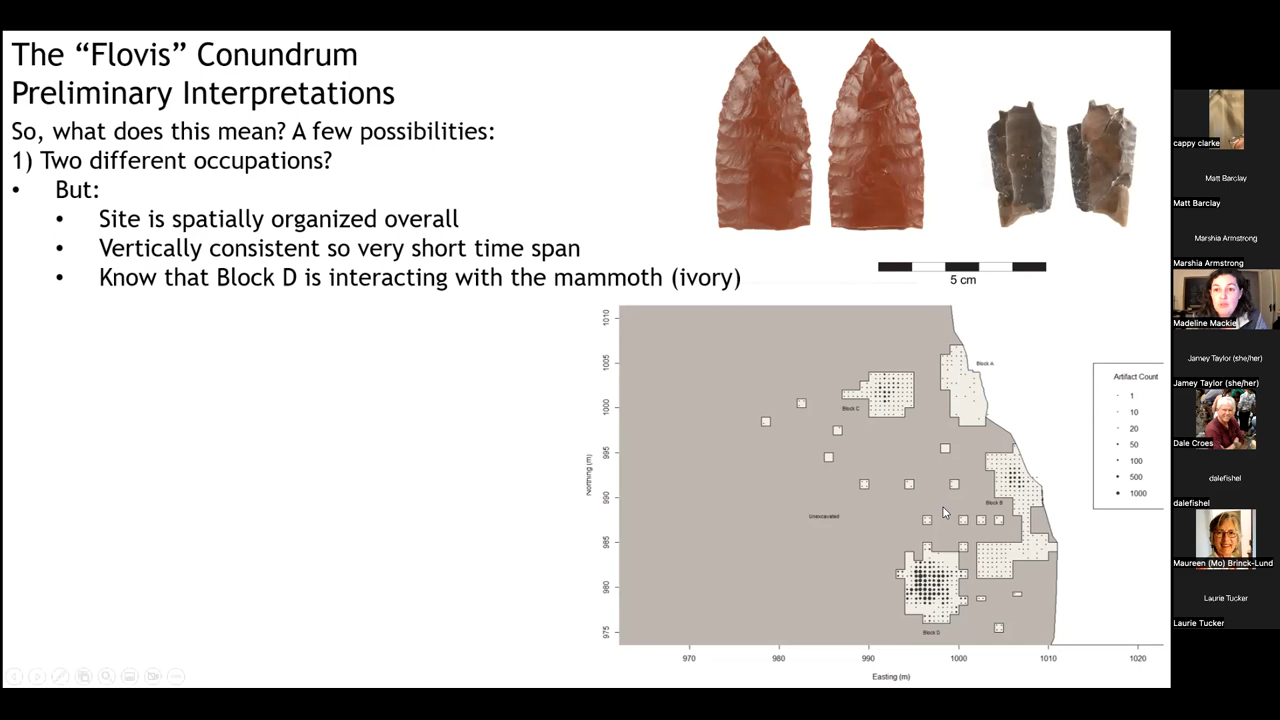 The “Flovis” Conundrum
Preliminary Interpretations
So, what does this mean? A few possibilities:
1) Two different occupations?
• But:
• Site is spatially organized overall
• Vertically consistent so very short time span
• Know that Block D is interacting with the mammoth (ivory)
5 cm
1010
1005
1000
995
990
985
980
975
Northing (m)
Block A
Block C
Block B
Unexcavated
Block D
970
980
990
1000
1010
1020
Easting (m)
Artifact Count
1
10
20
50
100
500
1000
cappy clarke
Matt Barclay
Matt Barclay
Marshia Armstrong
Marshia Armstrong
Madeline Mackie
Jamey Taylor (she/her)
Jamey Taylor (she/her)
Dale Croes
dalefishel
dalefishel
Maureen (Mo) Brinck-Lund
Laurie Tucker
Laurie Tucker